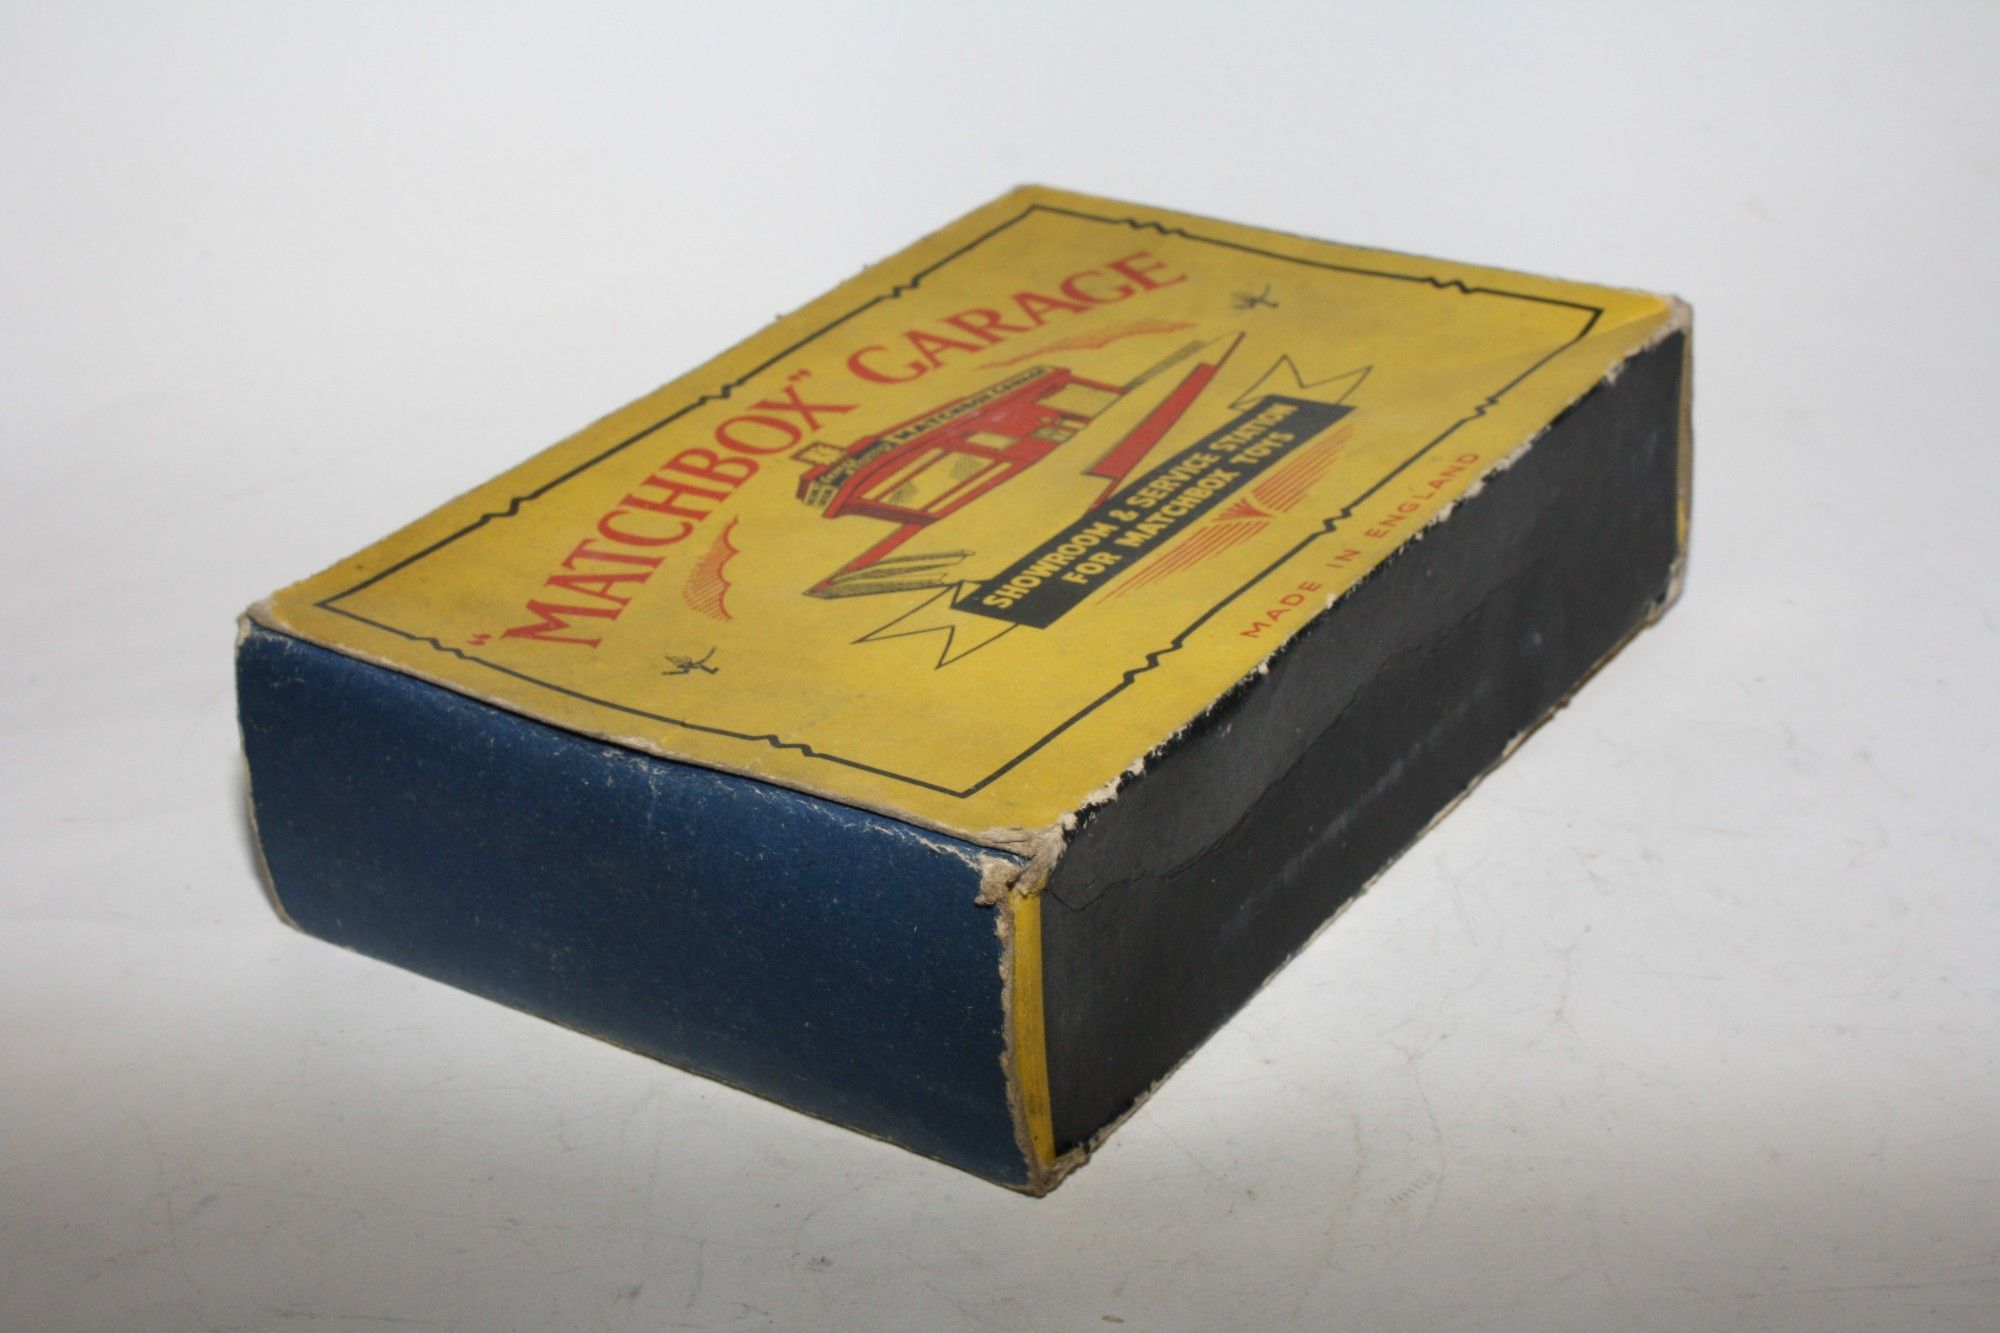 "MATCHBOX" GARAGE
MATCHBOX GARAGE
SHOWROOM & SERVICE STATION
FOR MATCHBOX TOYS
MADE IN ENGLAND